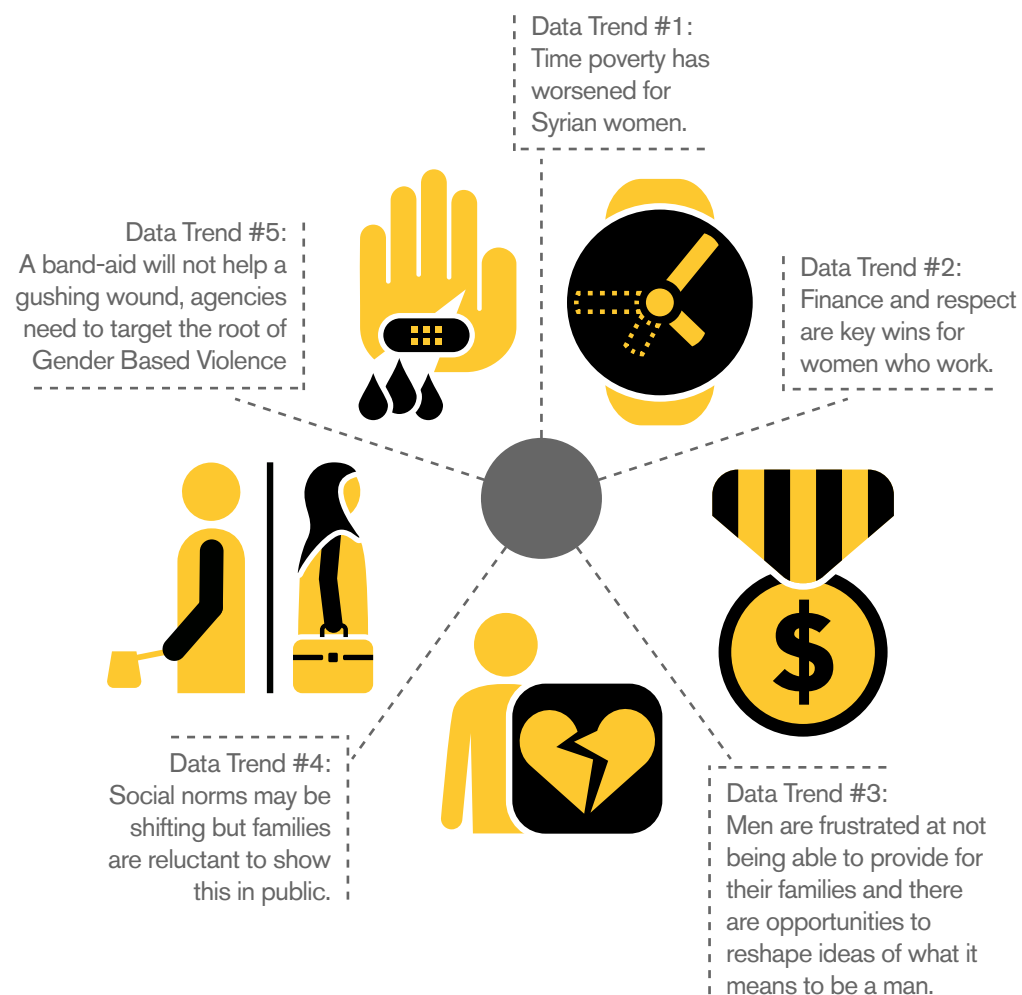 Data Trend #1:
Time poverty has
worsened for
Syrian women.
Data Trend #2:
Finance and respect
are key wins for
women who work.
Data Trend #3:
Men are frustrated at not
being able to provide for
their families and there
are opportunities to
reshape ideas of what it
means to be a man.
Data Trend #4:
Social norms may be
shifting but families
are reluctant to show
this in public.
Data Trend #5:
A band-aid will not help a
gushing wound, agencies
need to target the root of
Gender Based Violence
$